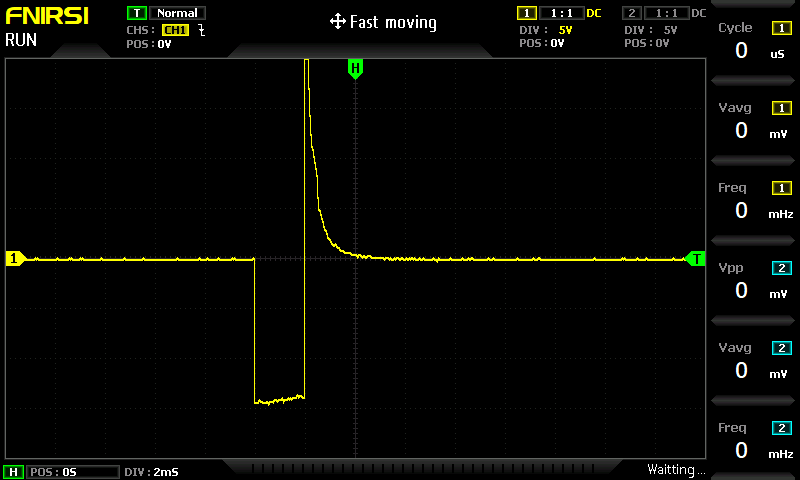 FNIRSI
RUN
T Normal
CHS: CH1
POS: 0V
Fast moving
1 1:1 DC
DIV: 5V
POS: 0V
2 1:1 DC
DIV: 5V
POS: 0V
H
1
T
Cycle 1
0 uS
Vavg 1
0 mV
Freq 1
0 mHz
Vpp 2
0 mV
Vavg 2
0 mV
Freq 2
0 mHz
H POS: 0S DIV: 2mS
Waitting...